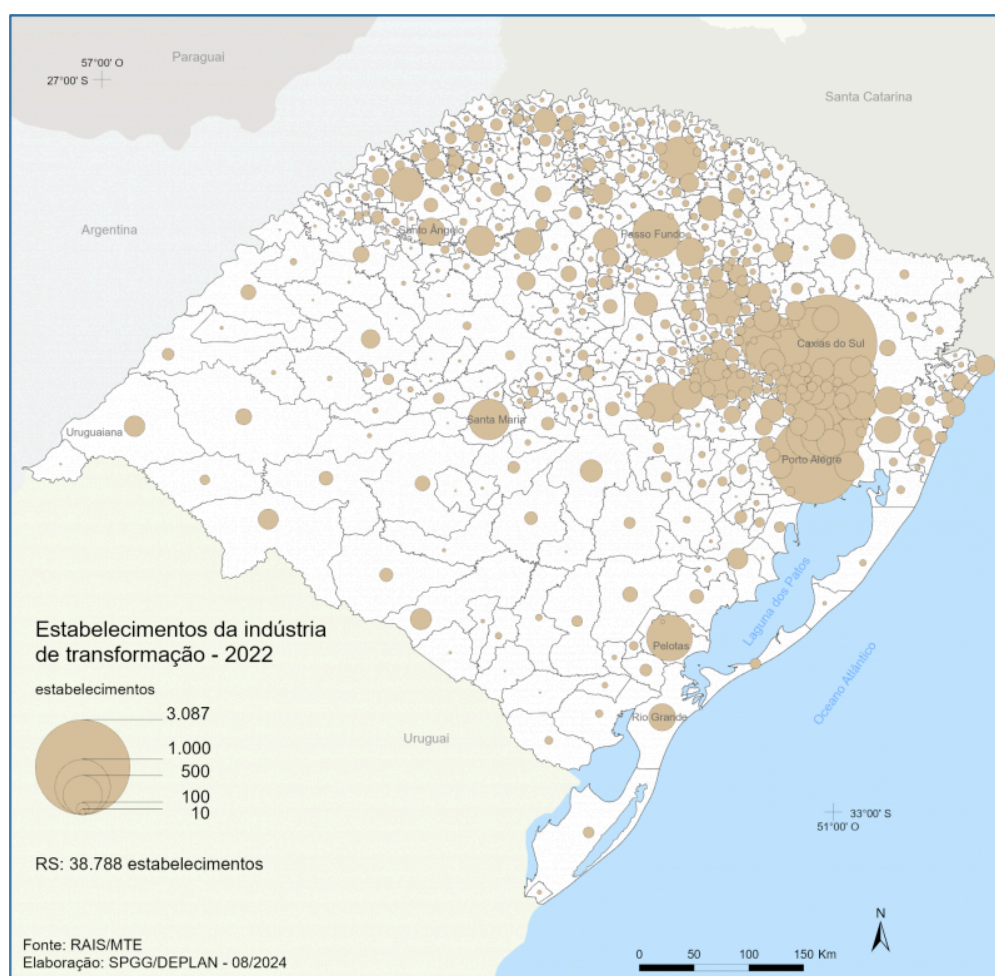 Paraguai
57°00' O
27°00' S
Santa Catarina
Argentina
Santo Ângelo
Passo Fundo
Caxias do Sul
Santa Maria
Uruguaiana
Porto Alegre
Laguna dos Patos
Estabelecimentos da indústria
de transformação - 2022
estabelecimentos
3.087
1.000
500
100
10
Pelotas
Oceano Atlântico
Rio Grande
Uruguai
33°00' S
51°00' O
RS: 38.788 estabelecimentos
N
Fonte: RAIS/MTE
Elaboração: SPGG/DEPLAN - 08/2024
0 50 100 150 Km